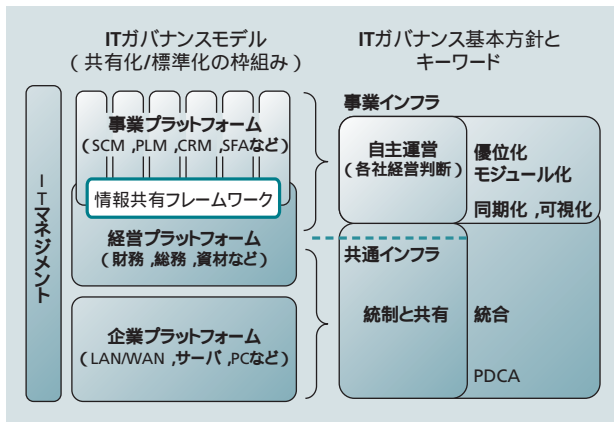 ITガバナンスモデル
(共有化/標準化の枠組み)
ITガバナンス基本方針と
キーワード
ITマネジメント
事業プラットフォーム
(SCM ,PLM ,CRM ,SFAなど)
情報共有フレームワーク
経営プラットフォーム
(財務 ,総務 ,資材など)
企業プラットフォーム
(LAN/WAN ,サーバ ,PCなど)
事業インフラ
自主運営
(各社経営判断)
優位化
モジュール化
同期化 ,可視化
共通インフラ
統制と共有
統合
PDCA